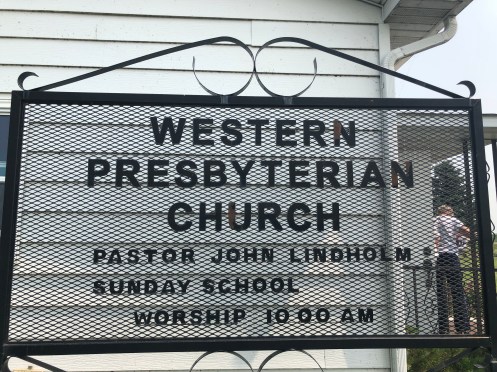 WESTERN
PRESBYTERIAN
CHURCH
PASTOR JOHN LINDHOLM
SUNDAY SCHOOL
WORSHIP 10 00 AM